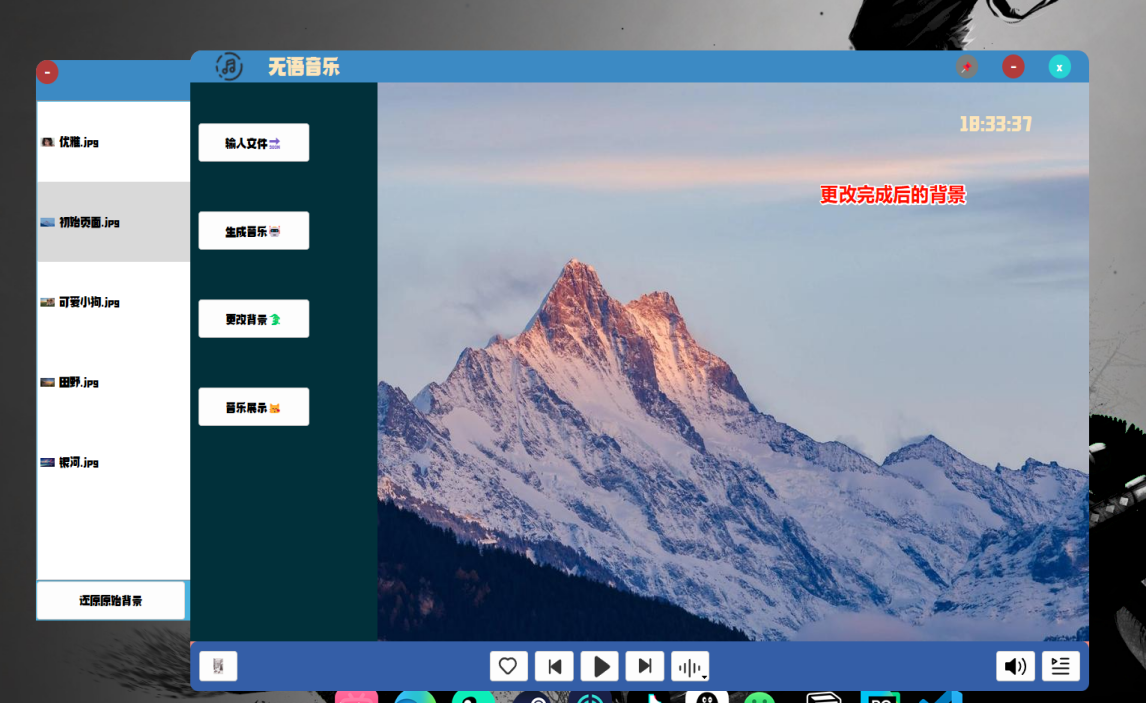 无语音乐
-
-
x
优雅.jpg
初始页面.jpg
可爱小狗.jpg
田野.jpg
银河.jpg
还原原始背景
输入文件
生成音乐
更改背景
音乐展示
18:33:37
更改完成后的背景